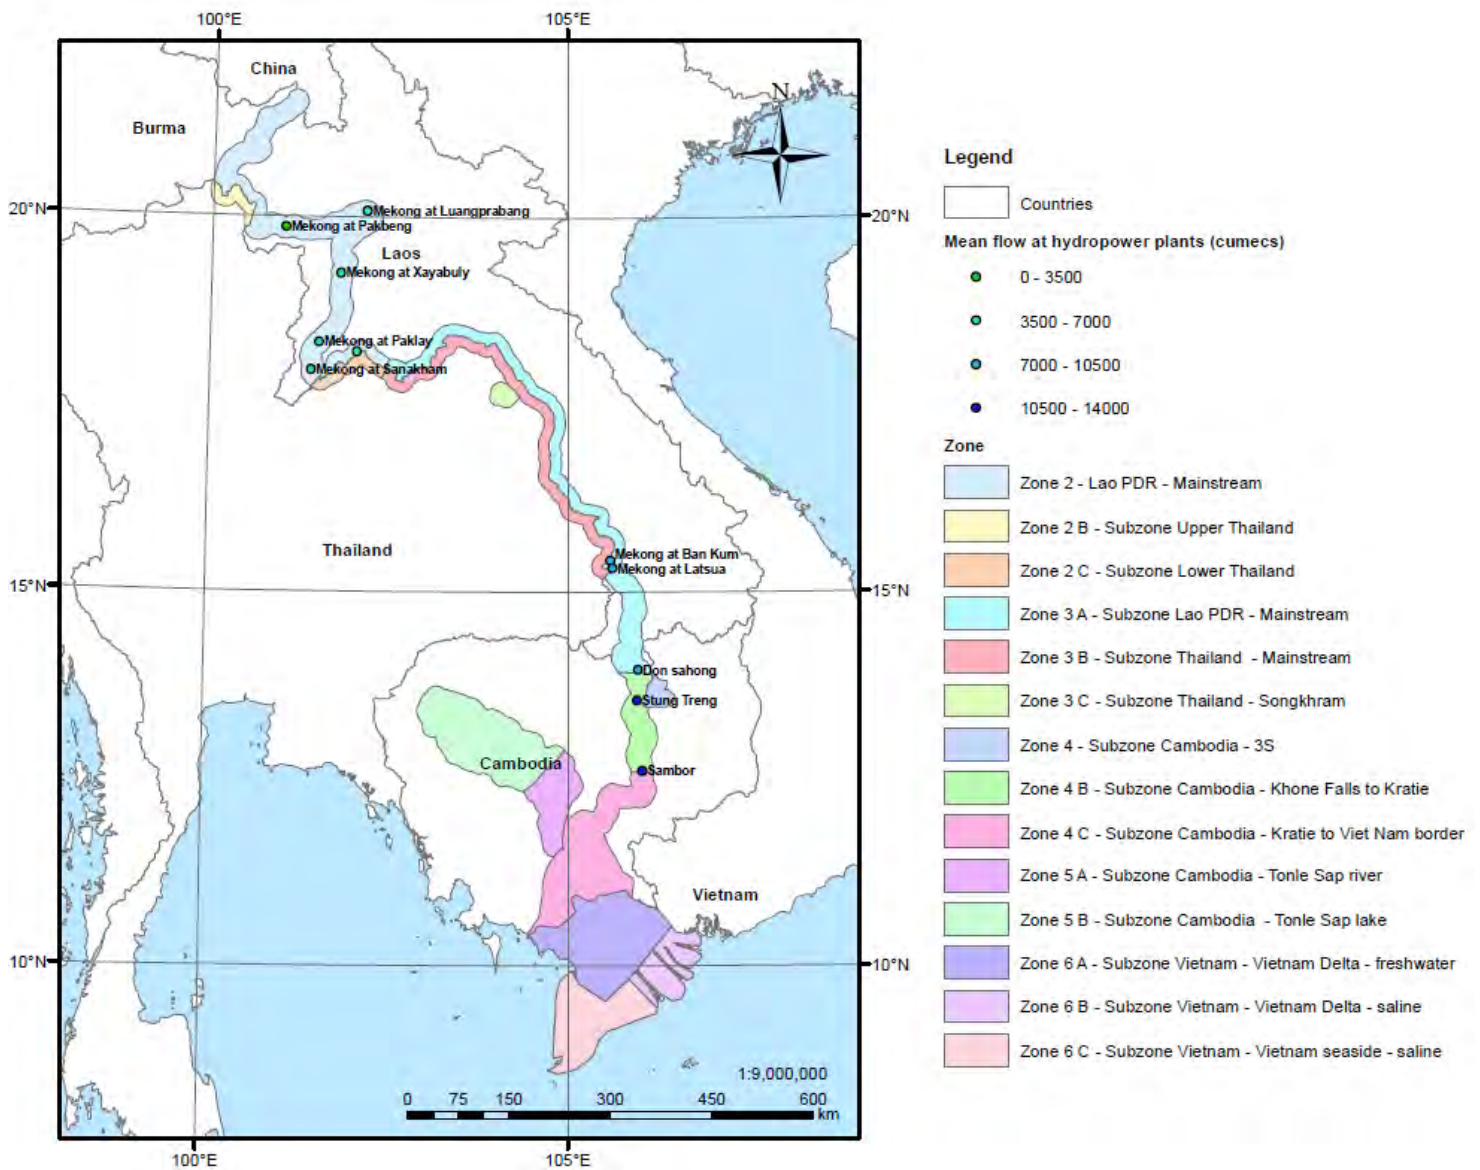 100°E
105°E
China
N
Burma
20°N
20°N
Mekong at Luangprabang
Mekong at Pakbeng
Laos
Mekong at Xayabuly
Mekong at Paklay
Mekong at Sanakham
Thailand
Mekong at Ban Kum
Mekong at Latsua
15°N
15°N
Don sahong
Stung Treng
Cambodia
Sambor
Vietnam
10°N
10°N
1:9,000,000
0 75 150 300 450 600
km
100°E
105°E
Legend
Countries
Mean flow at hydropower plants (cumecs)
0 - 3500
3500 - 7000
7000 - 10500
10500 - 14000
Zone
Zone 2 - Lao PDR - Mainstream
Zone 2 B - Subzone Upper Thailand
Zone 2 C - Subzone Lower Thailand
Zone 3 A - Subzone Lao PDR - Mainstream
Zone 3 B - Subzone Thailand - Mainstream
Zone 3 C - Subzone Thailand - Songkhram
Zone 4 - Subzone Cambodia - 3S
Zone 4 B - Subzone Cambodia - Khone Falls to Kratie
Zone 4 C - Subzone Cambodia - Kratie to Viet Nam border
Zone 5 A - Subzone Cambodia - Tonle Sap river
Zone 5 B - Subzone Cambodia - Tonle Sap lake
Zone 6 A - Subzone Vietnam - Vietnam Delta - freshwater
Zone 6 B - Subzone Vietnam - Vietnam Delta - saline
Zone 6 C - Subzone Vietnam - Vietnam seaside - saline